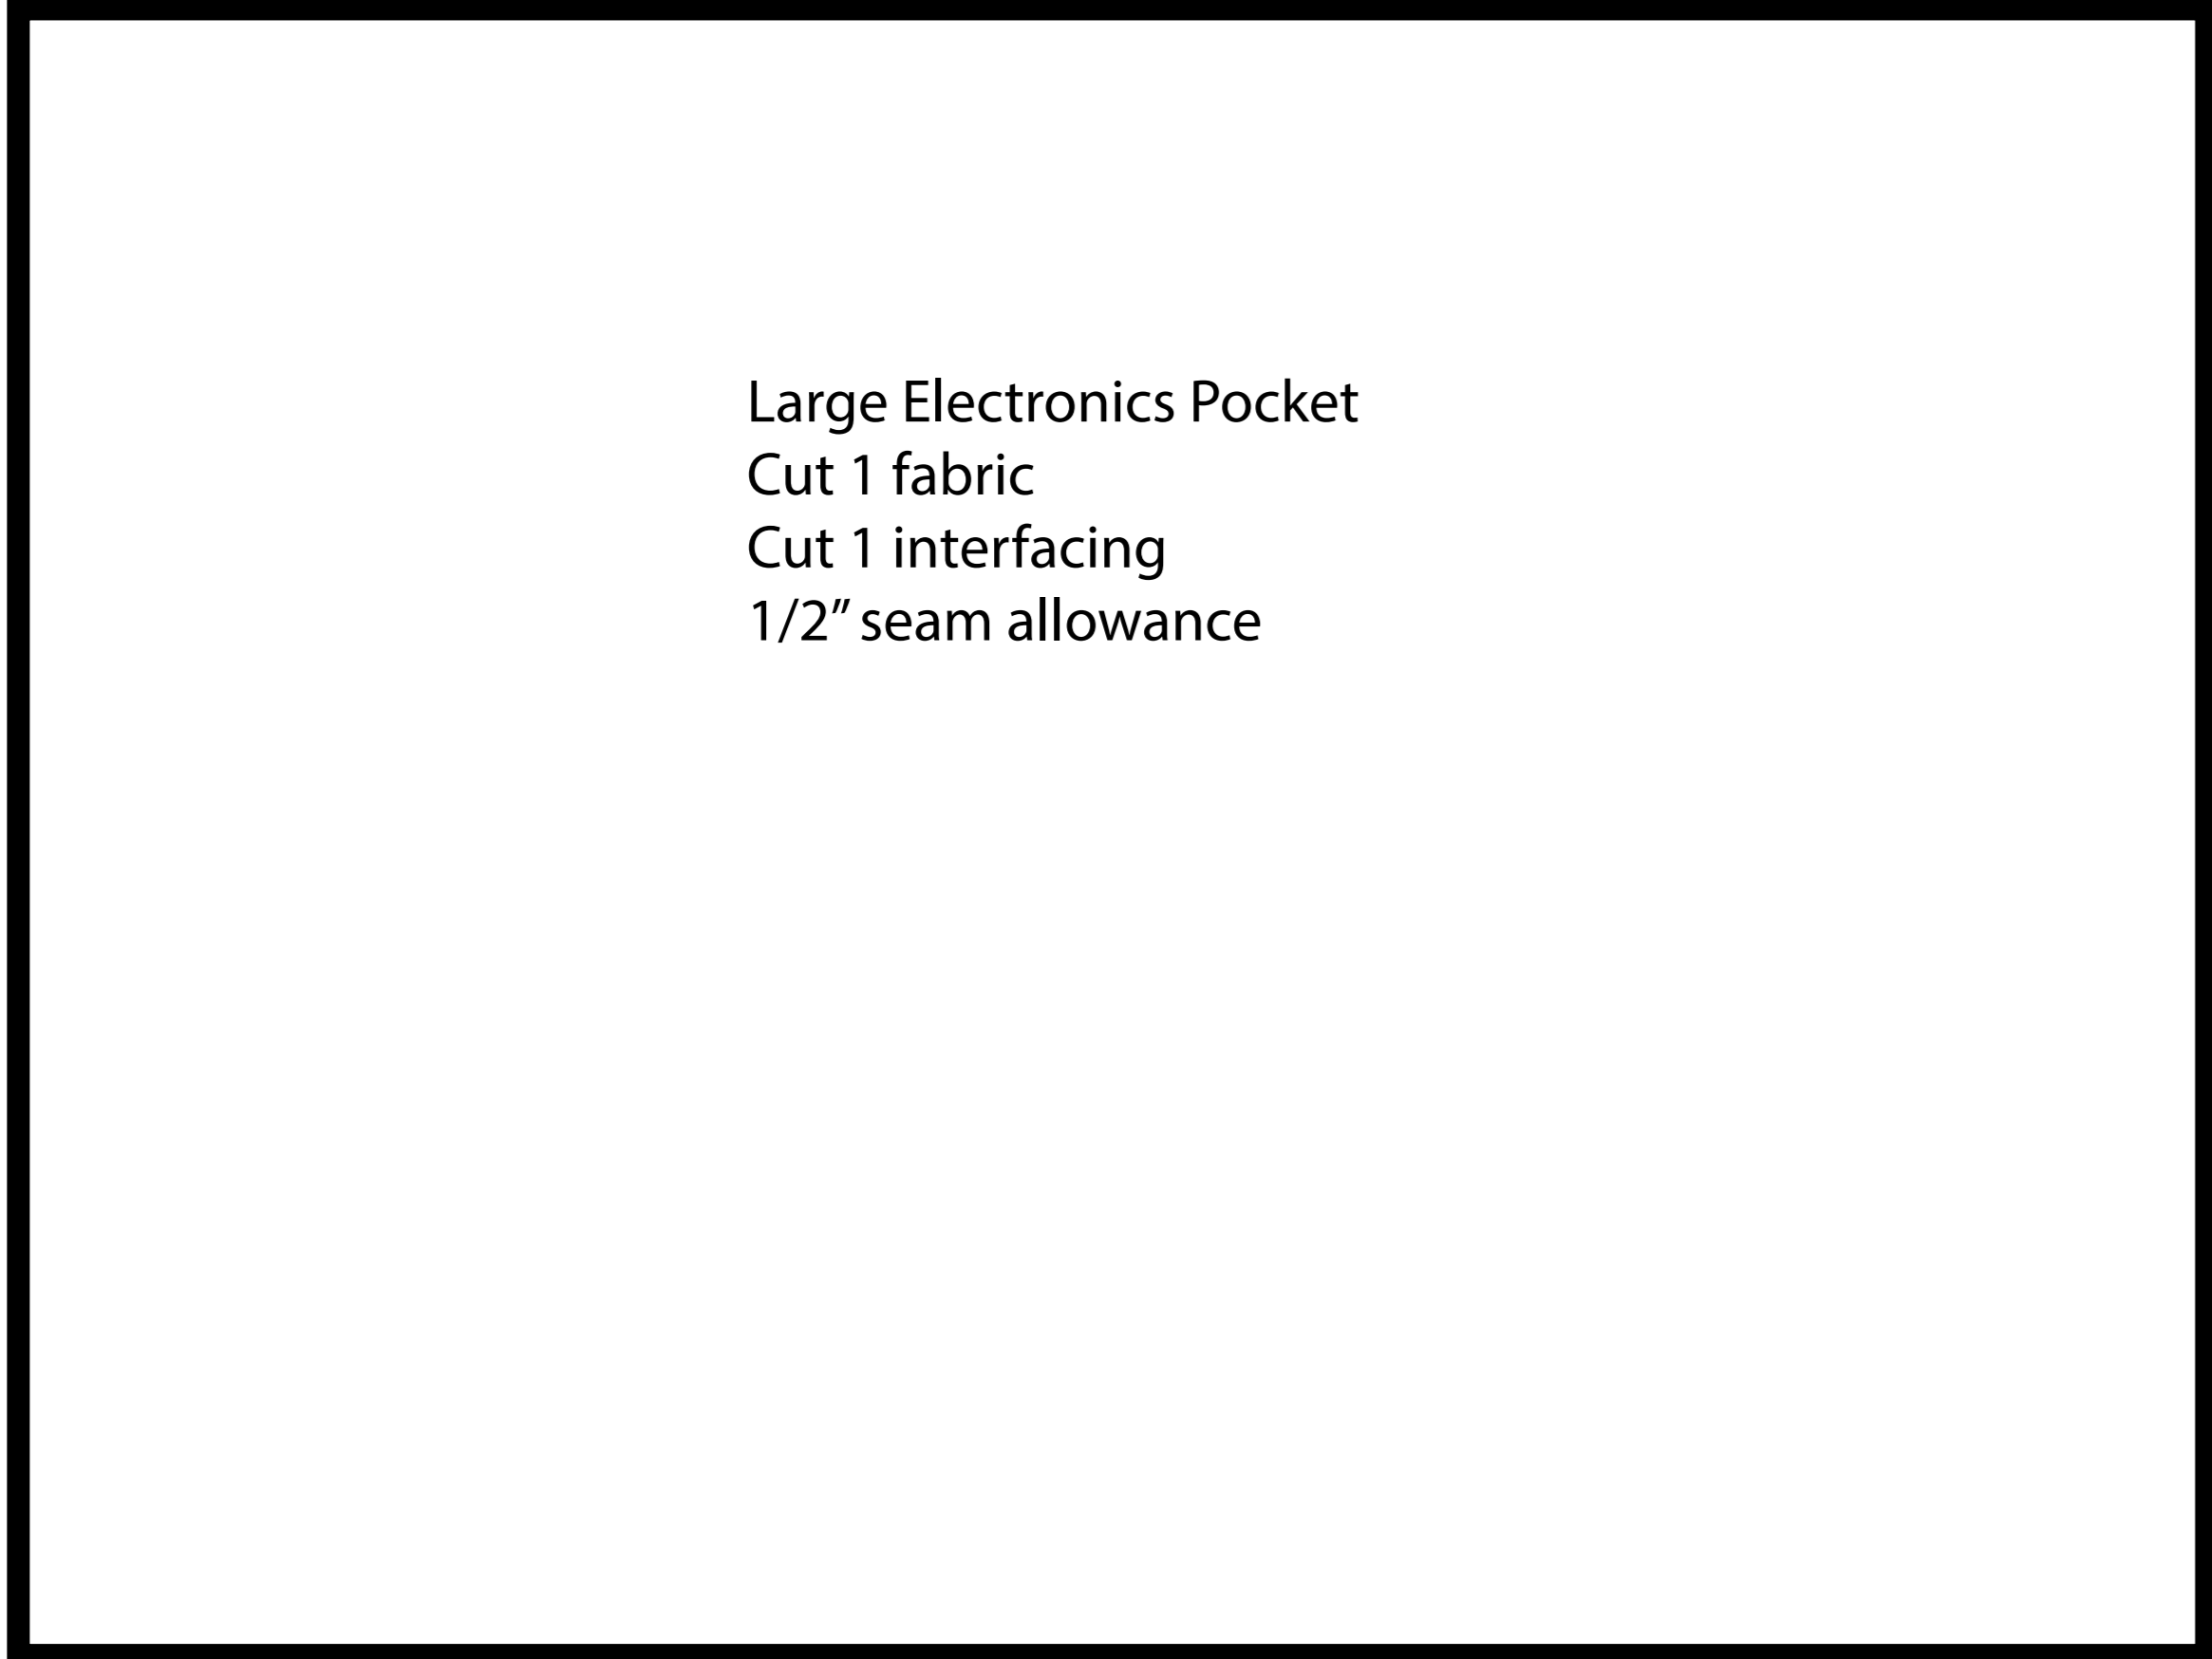 Large Electronics Pocket
Cut 1 fabric
Cut 1 interfacing
1/2” seam allowance